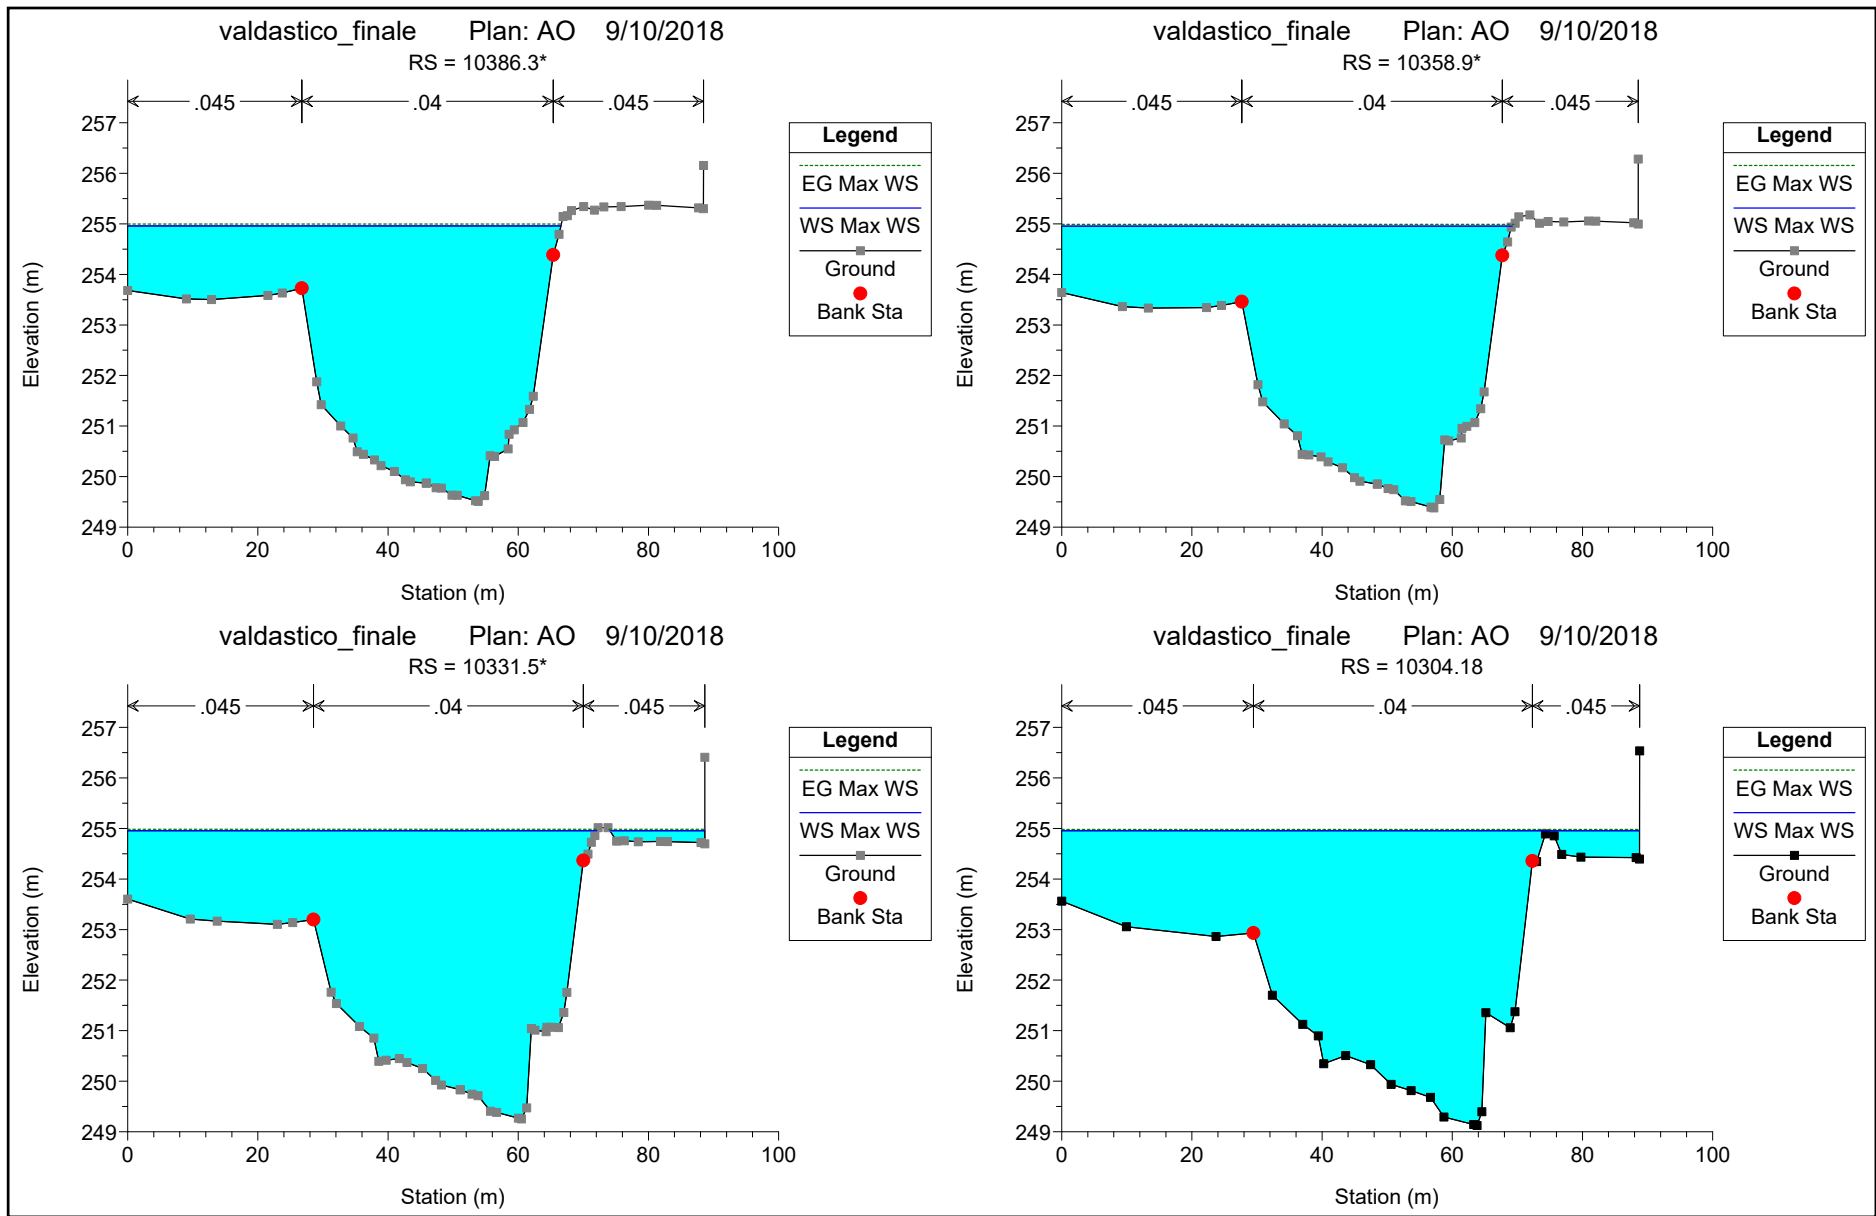 valdastico_finale Plan: AO 9/10/2018
RS = 10386.3*
.045 .04 .045
257
256
255
254
253
252
251
250
249
0 20 40 60 80 100
Elevation (m)
Station (m)
Legend
EG Max WS
WS Max WS
Ground
Bank Sta
valdastico_finale Plan: AO 9/10/2018
RS = 10358.9*
.045 .04 .045
257
256
255
254
253
252
251
250
249
0 20 40 60 80 100
Elevation (m)
Station (m)
Legend
EG Max WS
WS Max WS
Ground
Bank Sta
valdastico_finale Plan: AO 9/10/2018
RS = 10331.5*
.045 .04 .045
257
256
255
254
253
252
251
250
249
0 20 40 60 80 100
Elevation (m)
Station (m)
Legend
EG Max WS
WS Max WS
Ground
Bank Sta
valdastico_finale Plan: AO 9/10/2018
RS = 10304.18
.045 .04 .045
257
256
255
254
253
252
251
250
249
0 20 40 60 80 100
Elevation (m)
Station (m)
Legend
EG Max WS
WS Max WS
Ground
Bank Sta